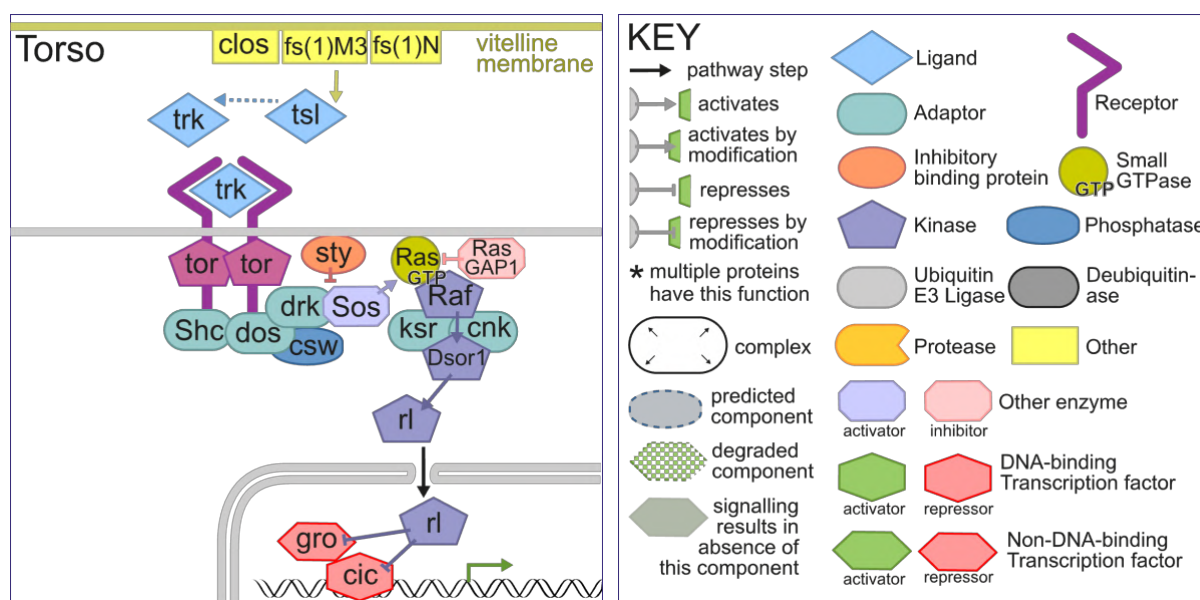 Torso
clos
fs(1)M3
fs(1)N
vitelline
membrane
trk
tsl
trk
tor
tor
sty
Ras
GTP
Ras
GAP1
drk
Sos
Raf
Shc
dos
csw
ksr
cnk
Dsor1
rl
rl
gro
cic
KEY
pathway step
activates
activates by
modification
represses
represses by
modification
* multiple proteins
have this function
complex
predicted
component
degraded
component
signalling
results in
absence of
this component
Ligand
Adaptor
Inhibitory
binding protein
Kinase
Ubiquitin
E3 Ligase
Protease
Receptor
GTP
Small
GTPase
Phosphatase
Deubiquitin-
ase
Other
Other enzyme
activator
inhibitor
DNA-binding
Transcription factor
activator
repressor
Non-DNA-binding
Transcription factor
activator
repressor